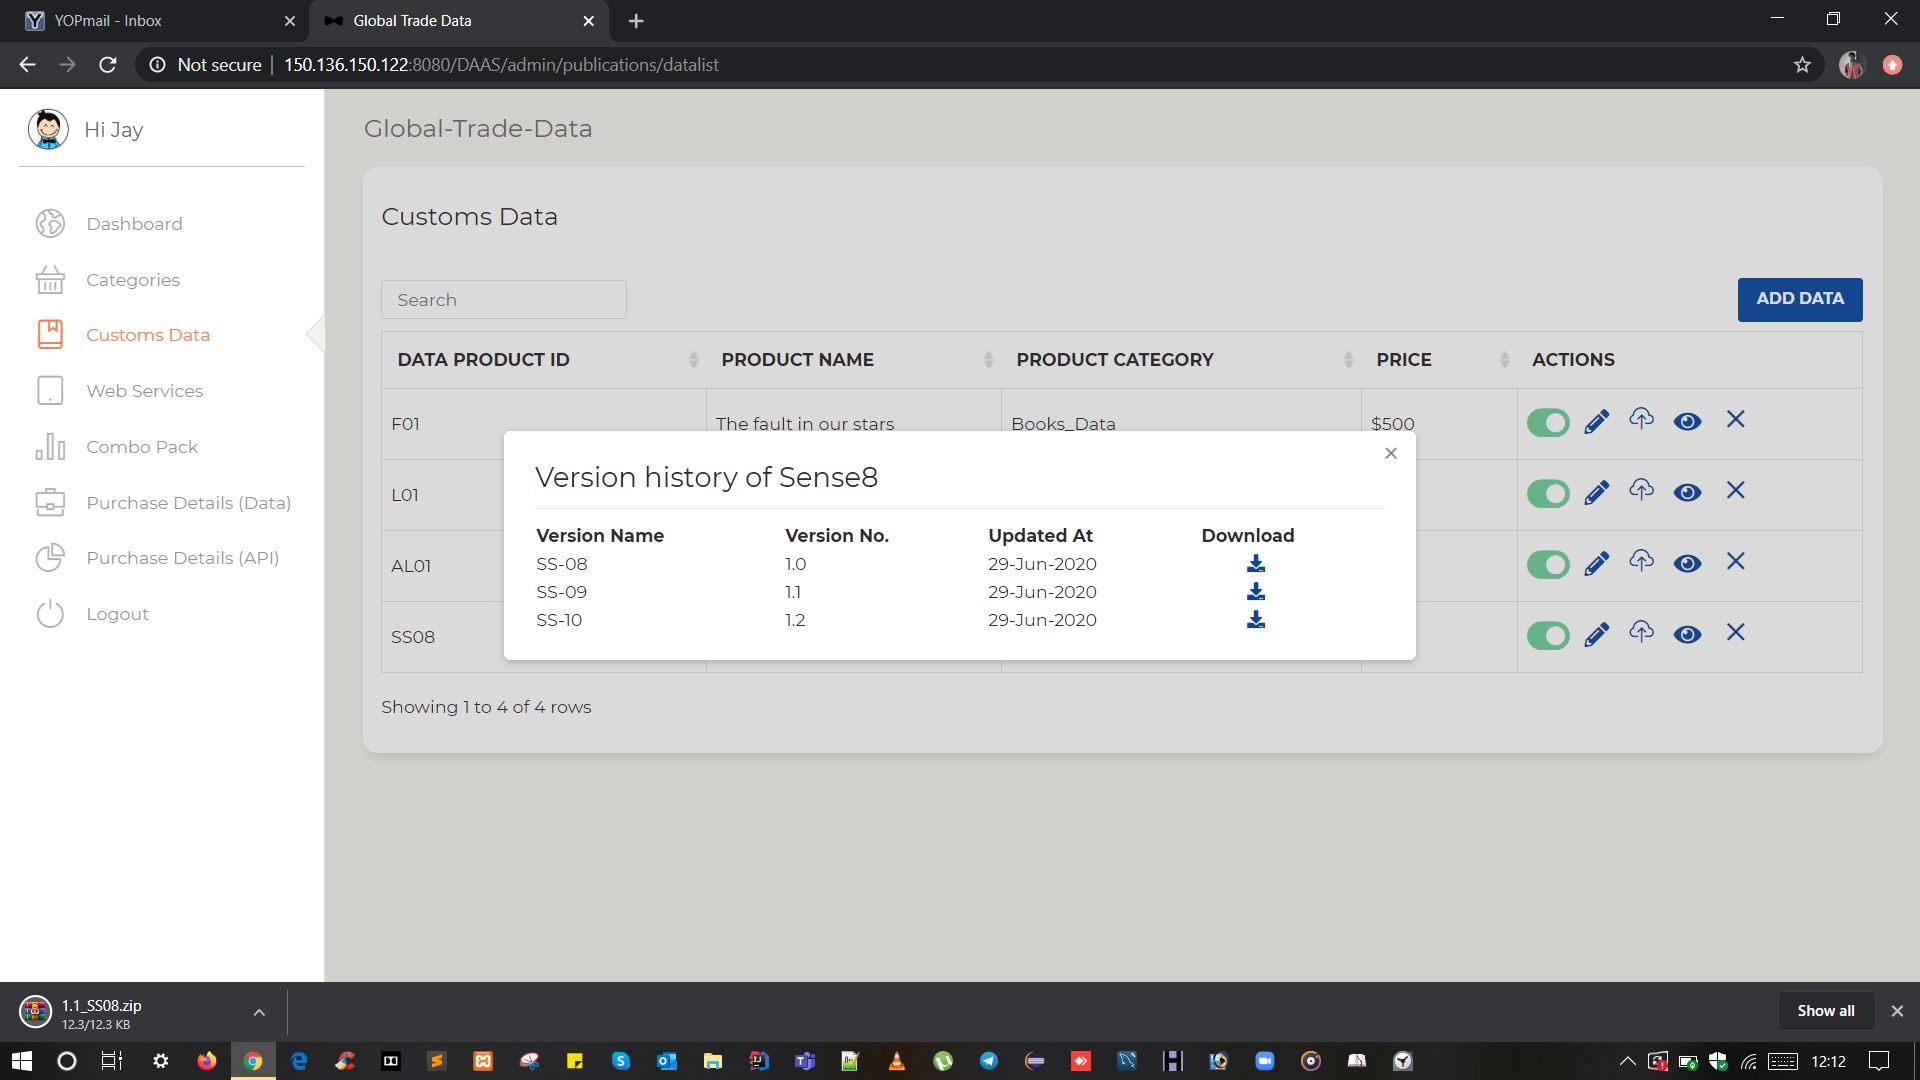 YOPmail - Inbox
Global Trade Data
Not secure | 150.136.150.122:8080/DAAS/admin/publications/datalist
Hi Jay
Dashboard
Categories
Customs Data
Web Services
Combo Pack
Purchase Details (Data)
Purchase Details (API)
Logout
Global-Trade-Data
Customs Data
Search
ADD DATA
DATA PRODUCT ID PRODUCT NAME PRODUCT CATEGORY PRICE ACTIONS
F01 The fault in our stars Books_Data $500
L01
AL01
SS08
Version history of Sense8
Version Name Version No. Updated At Download
SS-08 1.0 29-Jun-2020
SS-09 1.1 29-Jun-2020
SS-10 1.2 29-Jun-2020
Showing 1 to 4 of 4 rows
1.1_SS08.zip
12.3/12.3 KB
Show all
12:12